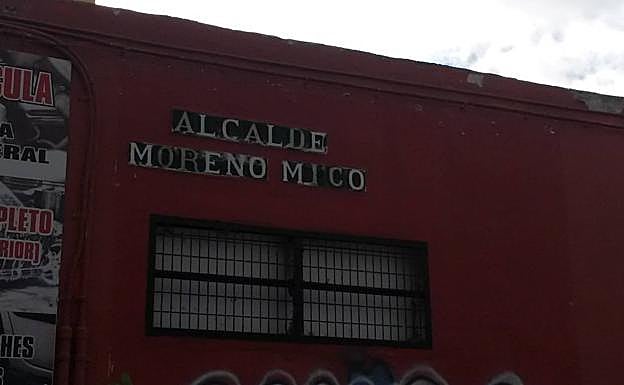 ALCALDE
MORENO MICO
CULA
A
RAL
PLETO
RIOR)
HES